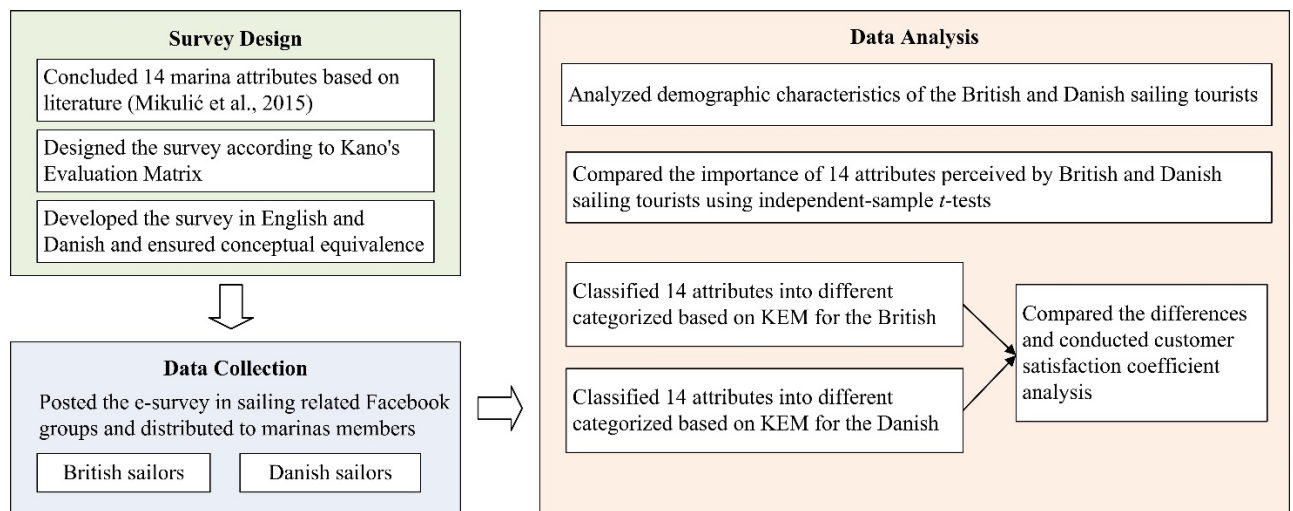 Survey Design
Concluded 14 marina attributes based on
literature (Mikulić et al., 2015)
Designed the survey according to Kano's
Evaluation Matrix
Developed the survey in English and
Danish and ensured conceptual equivalence
Data Collection
Posted the e-survey in sailing related Facebook
groups and distributed to marinas members
British sailors
Danish sailors
Data Analysis
Analyzed demographic characteristics of the British and Danish sailing tourists
Compared the importance of 14 attributes perceived by British and Danish
sailing tourists using independent-sample t-tests
Classified 14 attributes into different
categorized based on KEM for the British
Classified 14 attributes into different
categorized based on KEM for the Danish
Compared the differences
and conducted customer
satisfaction coefficient
analysis